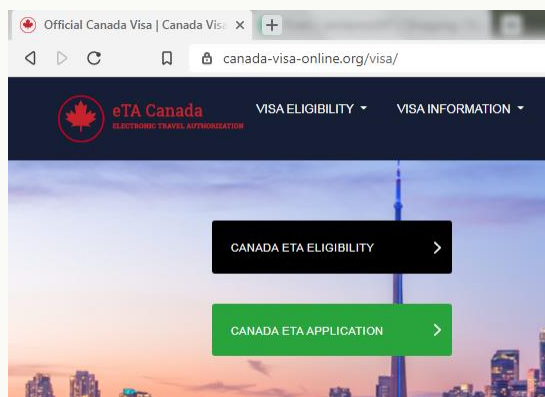 Official Canada Visa | Canada Vis
canada-visa-online.org/visa/
eTA Canada
ELECTRONIC TRAVEL AUTHORIZATION
VISA ELIGIBILITY
VISA INFORMATION
CANADA ETA ELIGIBILITY
CANADA ETA APPLICATION